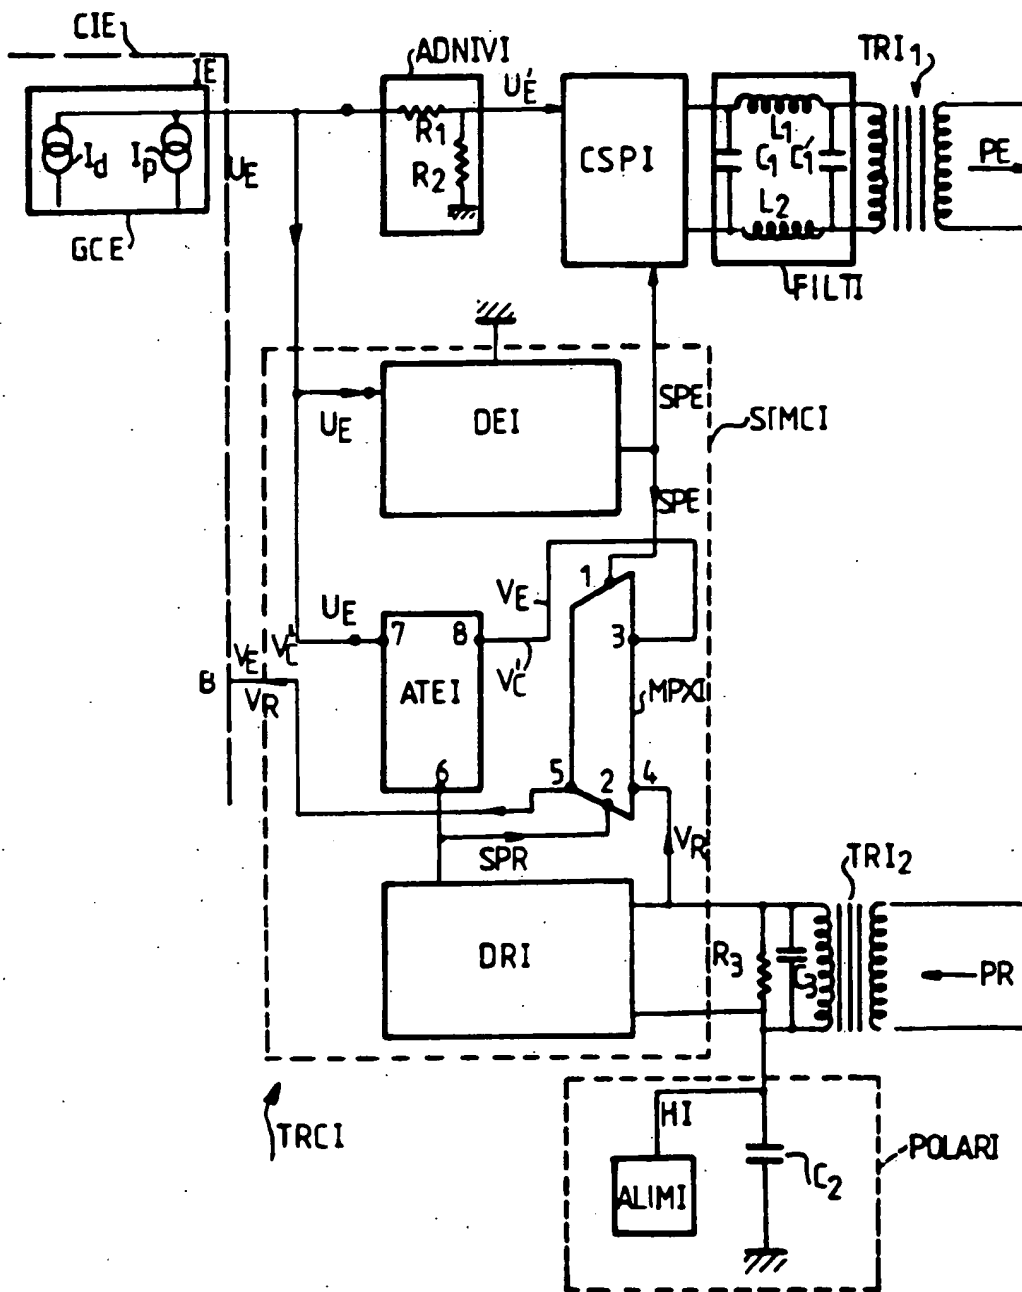 CIE
ADNIVI
TRI1
IE
U'E
R1
R2
Id
Ip
UE
GCE
CSPI
L1
C1
C'1
L2
PE
FILTI
DEI
UE
SPE
STMCI
SPE
UE
VE
1
7
8
3
V'C
VE
V'C
B
VR
ATEI
MPXI
6
5
2
4
SPR
VR
TRI2
DRI
R3
C3
PR
HI
TRCI
POLARI
ALIMI
C2